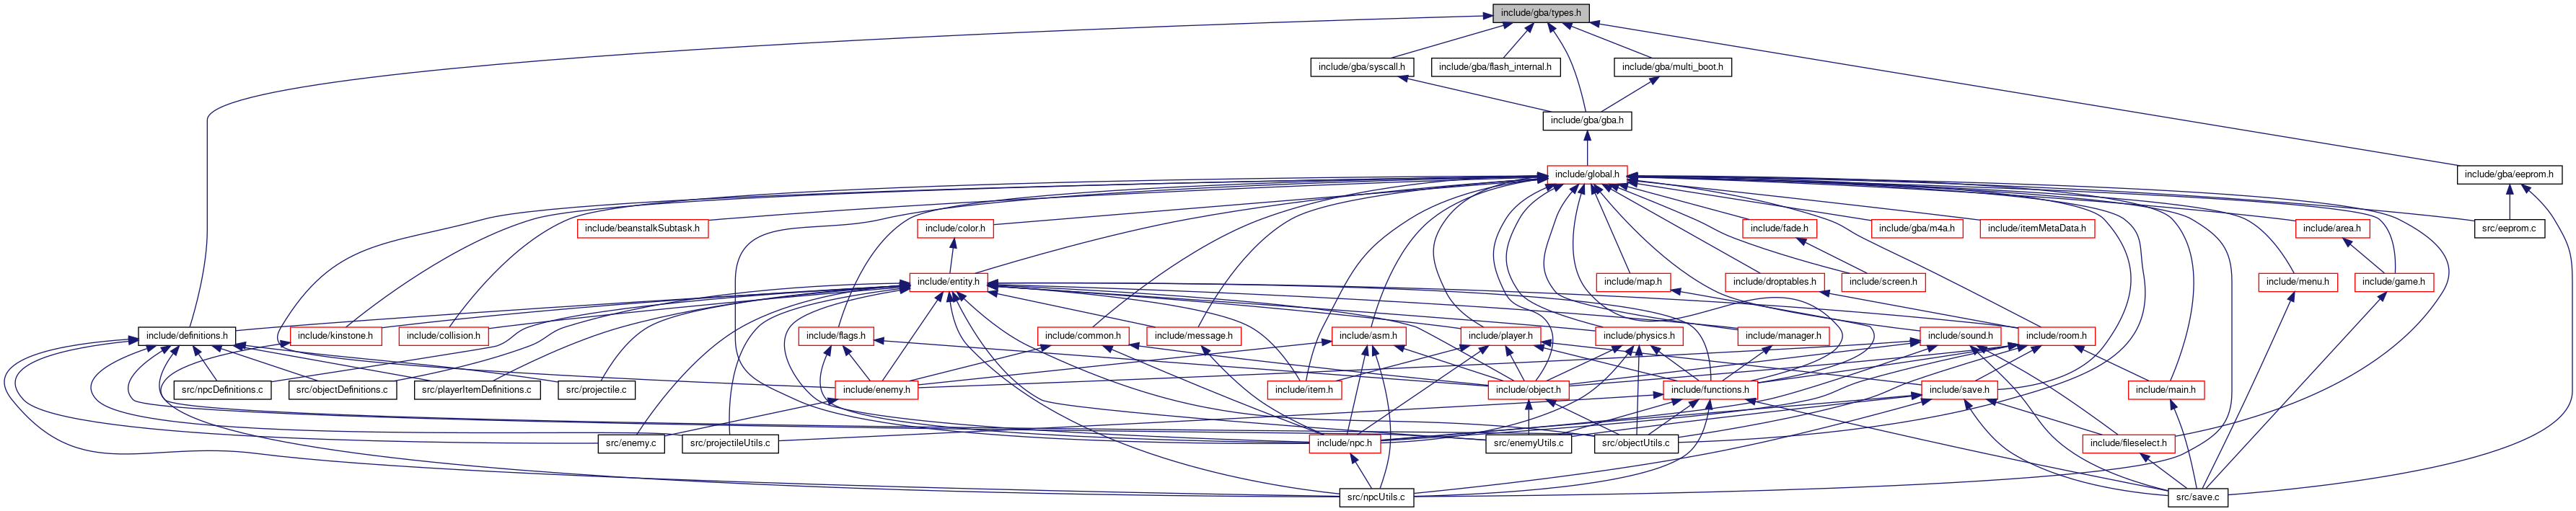 include/gba/types.h
include/gba/syscall.h
include/gba/flash_internal.h
include/gba/multi_boot.h
include/gba/gba.h
include/global.h
include/gba/eeprom.h
include/beanstalkSubtask.h
include/color.h
include/fade.h
include/gba/m4a.h
include/itemMetaData.h
include/area.h
src/eeprom.c
include/entity.h
include/map.h
include/droptables.h
include/screen.h
include/menu.h
include/game.h
include/definitions.h
include/kinstone.h
include/collision.h
include/flags.h
include/common.h
include/message.h
include/asm.h
include/player.h
include/physics.h
include/manager.h
include/sound.h
include/room.h
src/npcDefinitions.c
src/objectDefinitions.c
src/playerItemDefinitions.c
src/projectile.c
include/enemy.h
include/item.h
include/object.h
include/functions.h
include/save.h
include/main.h
src/enemy.c
src/projectileUtils.c
include/npc.h
src/enemyUtils.c
src/objectUtils.c
include/fileselect.h
src/npcUtils.c
src/save.c